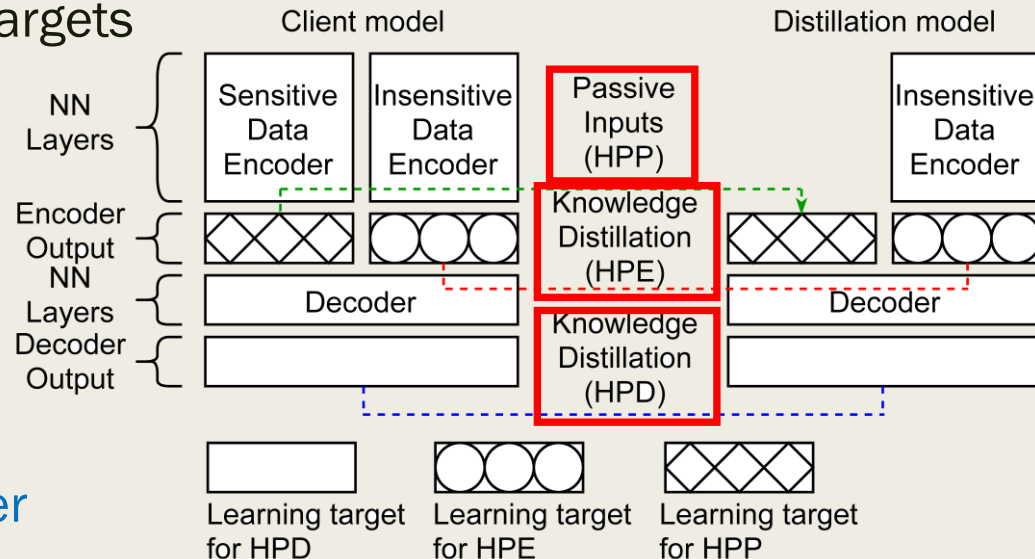 argets
Client model
Distillation model
NN
Layers
Sensitive
Data
Encoder
Insensitive
Data
Encoder
Passive
Inputs
(HPP)
Insensitive
Data
Encoder
Encoder
Output
Knowledge
Distillation
(HPE)
NN
Layers
Decoder
Decoder
Decoder
Output
Knowledge
Distillation
(HPD)
er
Learning target
for HPD
Learning target
for HPE
Learning target
for HPP